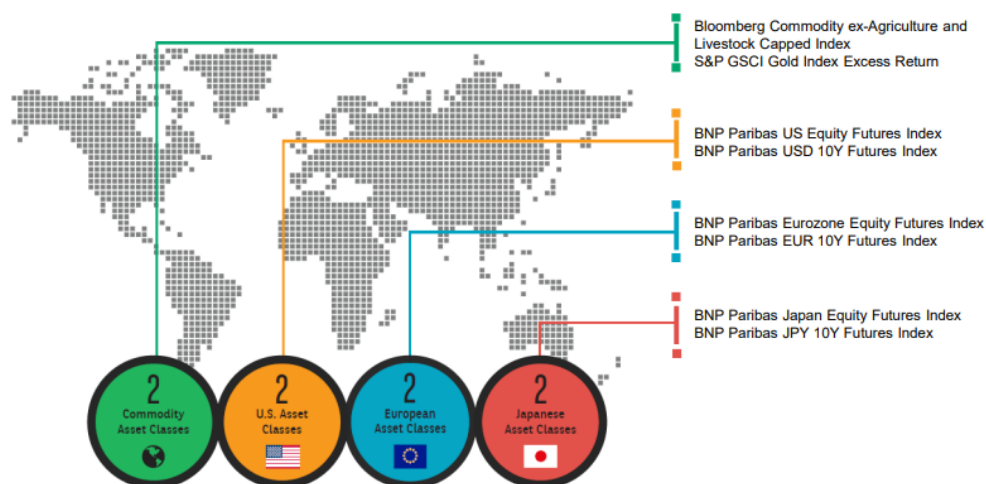 Bloomberg Commodity ex-Agriculture and
Livestock Capped Index
S&P GSCI Gold Index Excess Return
BNP Paribas US Equity Futures Index
BNP Paribas USD 10Y Futures Index
BNP Paribas Eurozone Equity Futures Index
BNP Paribas EUR 10Y Futures Index
BNP Paribas Japan Equity Futures Index
BNP Paribas JPY 10Y Futures Index
2
Commodity
Asset Classes
2
U.S. Asset
Classes
2
European
Asset Classes
2
Japanese
Asset Classes